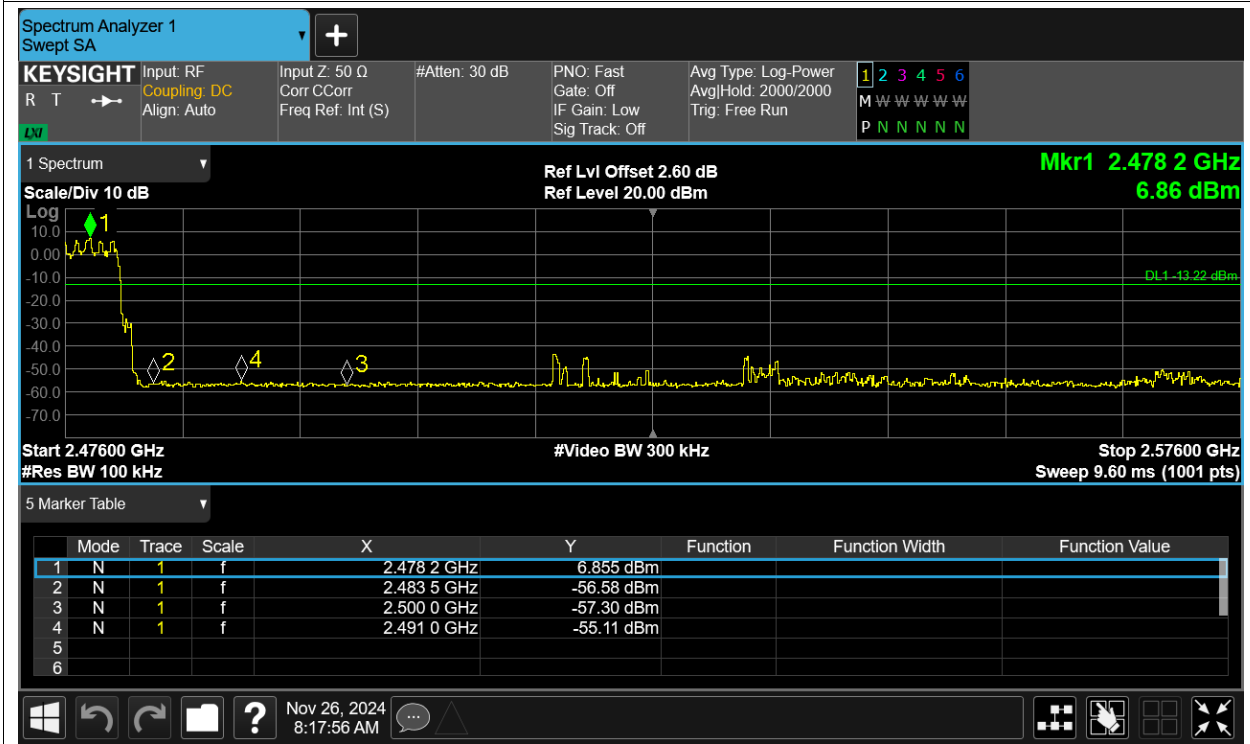 Spectrum Analyzer 1
Swept SA
+
KEYSIGHT
R T
LXI
Input: RF
Coupling: DC
Align: Auto
Input Z: 50 Ω
Corr CCorr
Freq Ref: Int (S)
#Atten: 30 dB
PNO: Fast
Gate: Off
IF Gain: Low
Sig Track: Off
Avg Type: Log-Power
Avg|Hold: 2000/2000
Trig: Free Run
1 2 3 4 5 6
M W W W W W
P N N N N N
1 Spectrum
Scale/Div 10 dB
Ref Lvl Offset 2.60 dB
Ref Level 20.00 dBm
Mkr1 2.478 2 GHz
6.86 dBm
Log
10.0
0.00
-10.0
-20.0
-30.0
-40.0
-50.0
-60.0
-70.0
1
2
4
3
DL1 -13.22 dBm
Start 2.47600 GHz
#Res BW 100 kHz
#Video BW 300 kHz
Stop 2.57600 GHz
Sweep 9.60 ms (1001 pts)
5 Marker Table
Mode Trace Scale X Y Function Function Width Function Value
1 N 1 f 2.478 2 GHz 6.855 dBm
2 N 1 f 2.483 5 GHz -56.58 dBm
3 N 1 f 2.500 0 GHz -57.30 dBm
4 N 1 f 2.491 0 GHz -55.11 dBm
5
6
?
Nov 26, 2024
8:17:56 AM